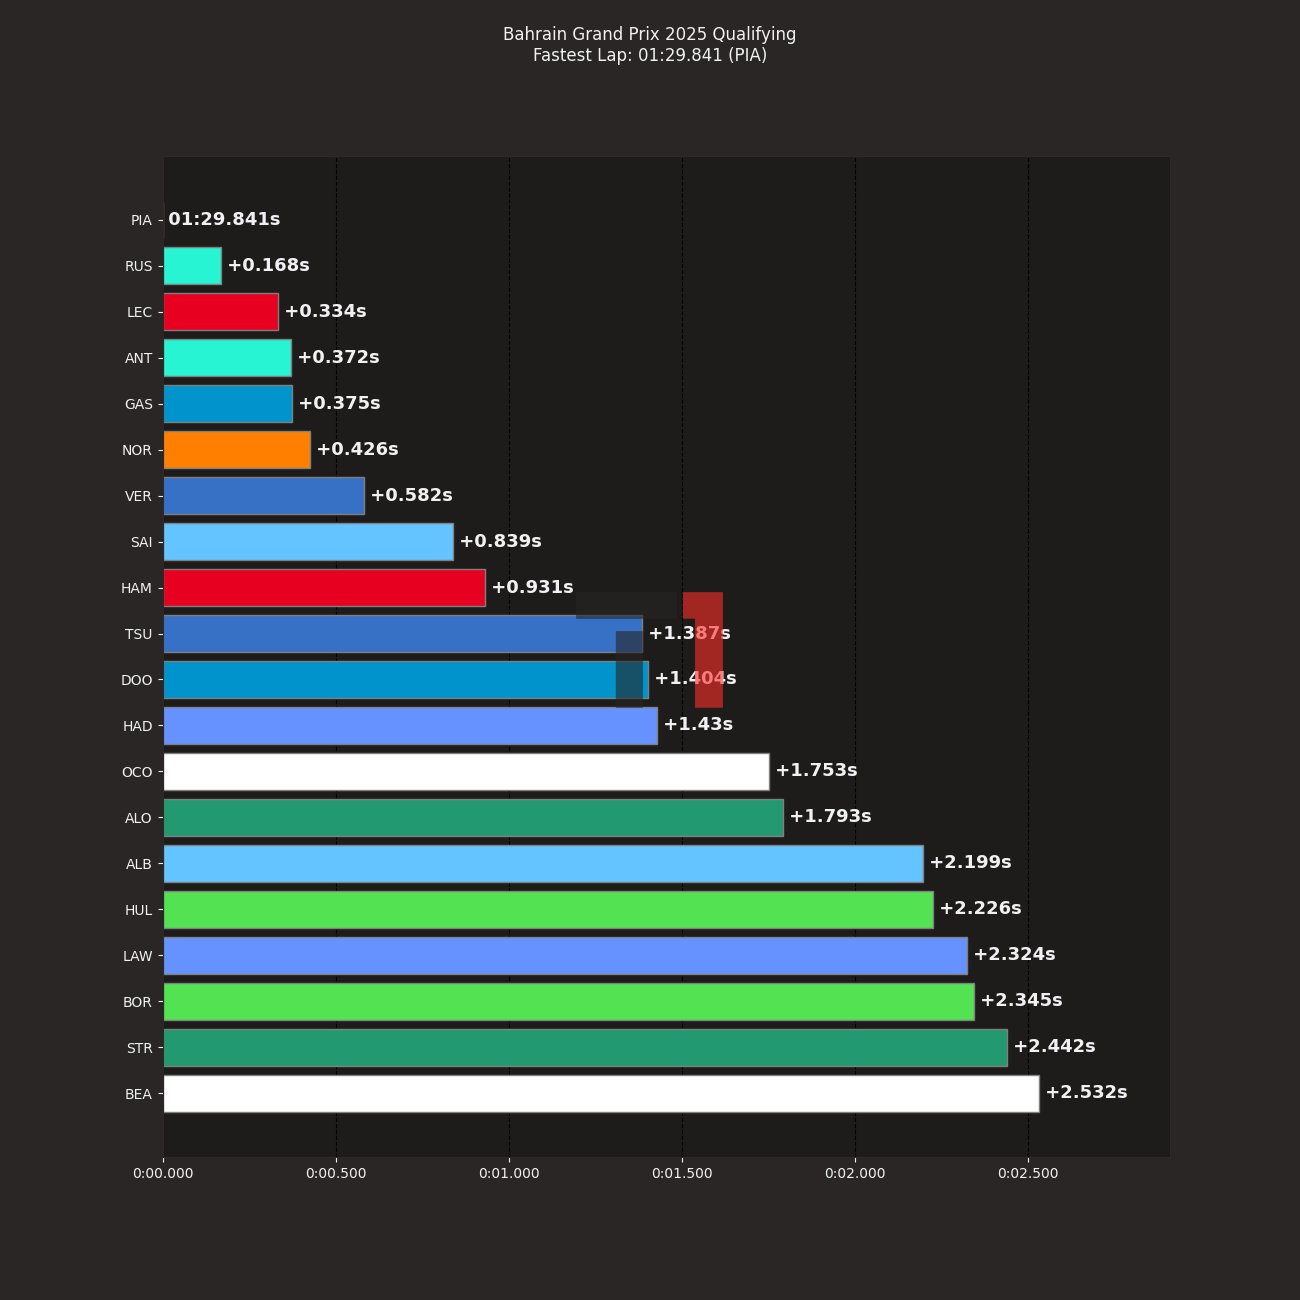 Bahrain Grand Prix 2025 Qualifying
Fastest Lap: 01:29.841 (PIA)
PIA 01:29.841s
RUS +0.168s
LEC +0.334s
ANT +0.372s
GAS +0.375s
NOR +0.426s
VER +0.582s
SAI +0.839s
HAM +0.931s
TSU +1.387s
DOO +1.404s
HAD +1.43s
OCO +1.753s
ALO +1.793s
ALB +2.199s
HUL +2.226s
LAW +2.324s
BOR +2.345s
STR +2.442s
BEA +2.532s
0:00.000 0:00.500 0:01.000 0:01.500 0:02.000 0:02.500